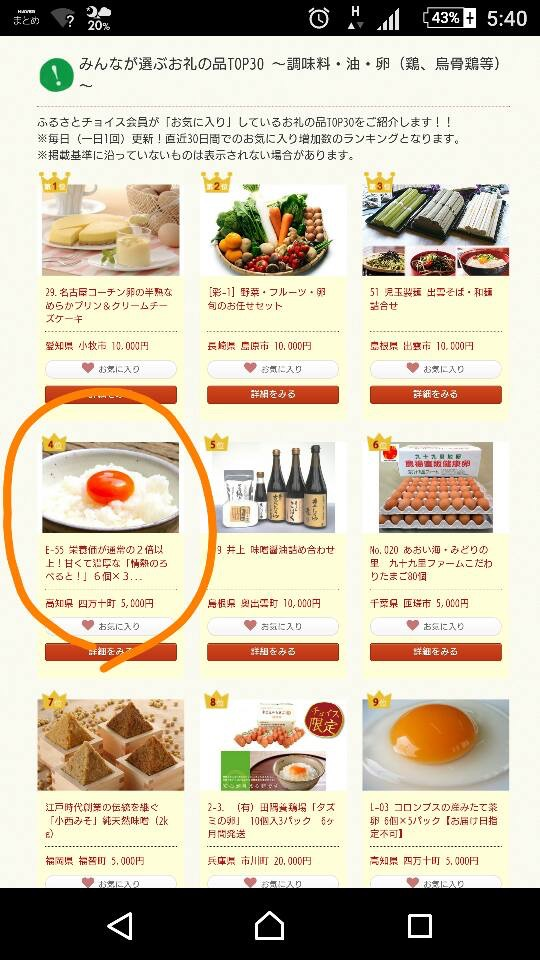 NAVER
まとめ
?
20%
H
43%
5:40
みんなが選ぶお礼の品TOP30 ～調味料・油・卵（鶏、烏骨鶏等）
～
ふるさとチョイス会員が「お気に入り」しているお礼の品TOP30をご紹介します！！
※毎日（一日1回）更新！直近30日間でのお気に入り増加数のランキングとなります。
※掲載基準に沿っていないものは表示されない場合があります。
第1位
29.名古屋コーチン卵の半熟な
めらかプリン＆クリームチー
ズケーキ
愛知県 小牧市 10,000円
お気に入り
詳細をみる
第2位
[彩-1] 野菜・フルーツ・卵
旬のお任せセット
長崎県 島原市 10,000円
お気に入り
詳細をみる
第3位
51 児玉製麺 出雲そば・和麺
詰合せ
島根県 出雲市 10,000円
お気に入り
詳細をみる
4位
E-55 栄養価が通常の２倍以
上！甘くて濃厚な「情熱のろ
べると！」６個×３...
高知県 四万十町 5,000円
お気に入り
詳細をみる
5位
9 井上 味噌醤油詰め合わせ
島根県 奥出雲町 10,000円
お気に入り
詳細をみる
6位
九十九里放卵
農場直販健康卵
No.020 あおい海・みどりの
里 九十九里ファームこだわ
りたまご80個
千葉県 匝瑳市 5,000円
お気に入り
詳細をみる
7位
江戸時代創業の伝統を継ぐ
「小西みそ」純天然味噌（2k
g）
福岡県 福智町 5,000円
お気に入り
8位
チョイス
限定
2-3. （有）田隅養鶏場「タズ
ミの卵」 10個入3パック 6ヶ
月間発送
兵庫県 市川町 20,000円
お気に入り
9位
L-03 コロンブスの産みたて茶
卵 6個×5パック【お届け日指
定不可】
高知県 四万十町 5,000円
お気に入り